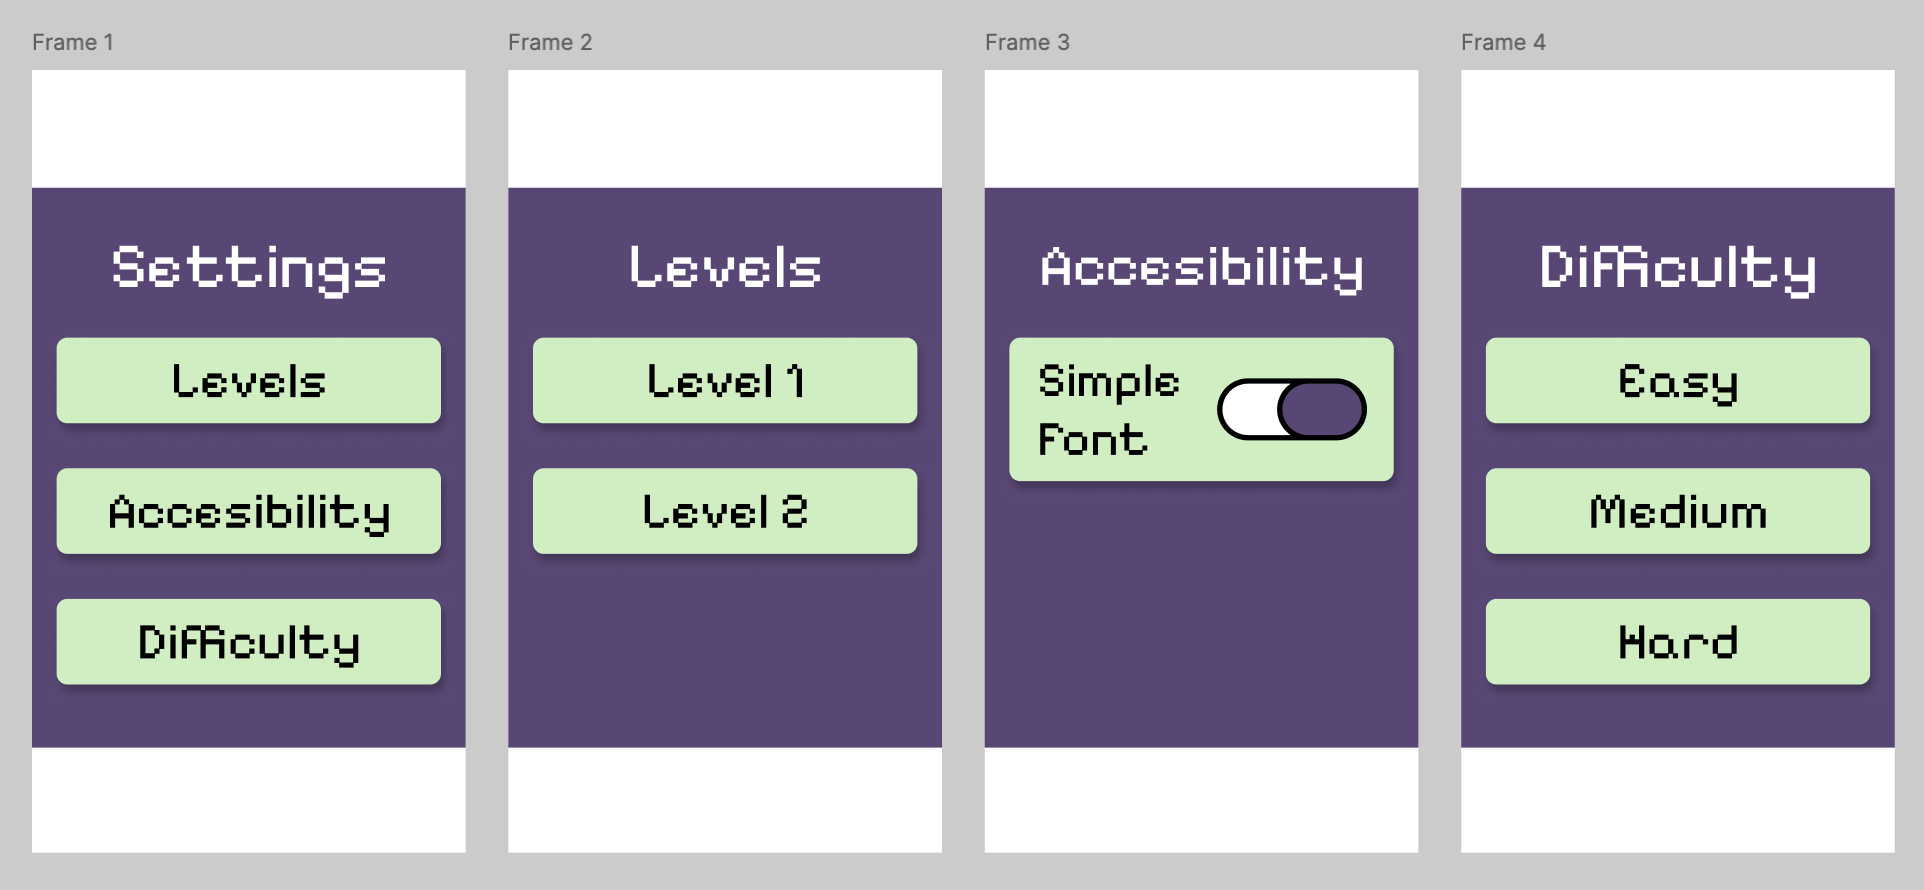 Frame 1
Settings
Levels
Accesibility
Difficulty
Frame 2
Levels
Level 1
Level 2
Frame 3
Accesibility
Simple
Font
Frame 4
Difficulty
Easy
Medium
Hard